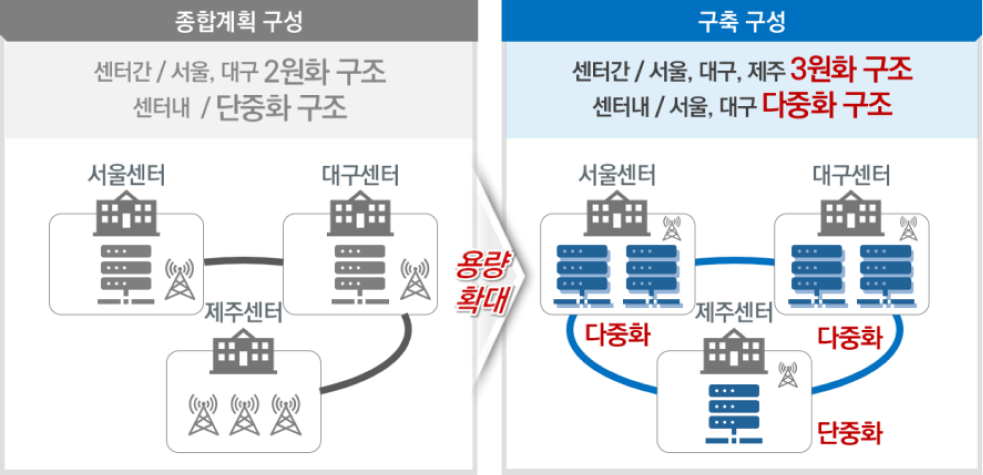 종합계획 구성
센터간 / 서울, 대구 2원화 구조
센터내 / 단중화 구조
서울센터
대구센터
제주센터
용량
확대
구축 구성
센터간 / 서울, 대구, 제주 3원화 구조
센터내 / 서울, 대구 다중화 구조
서울센터
대구센터
다중화
제주센터
다중화
단중화